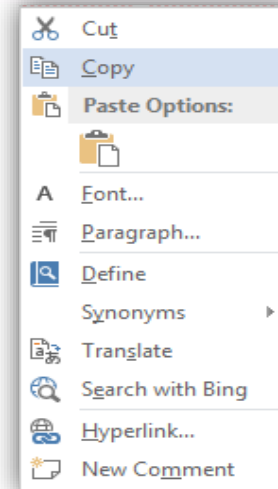 Cut
Copy
Paste Options:
Font...
Paragraph...
Define
Synonyms
Translate
Search with Bing
Hyperlink...
New Comment